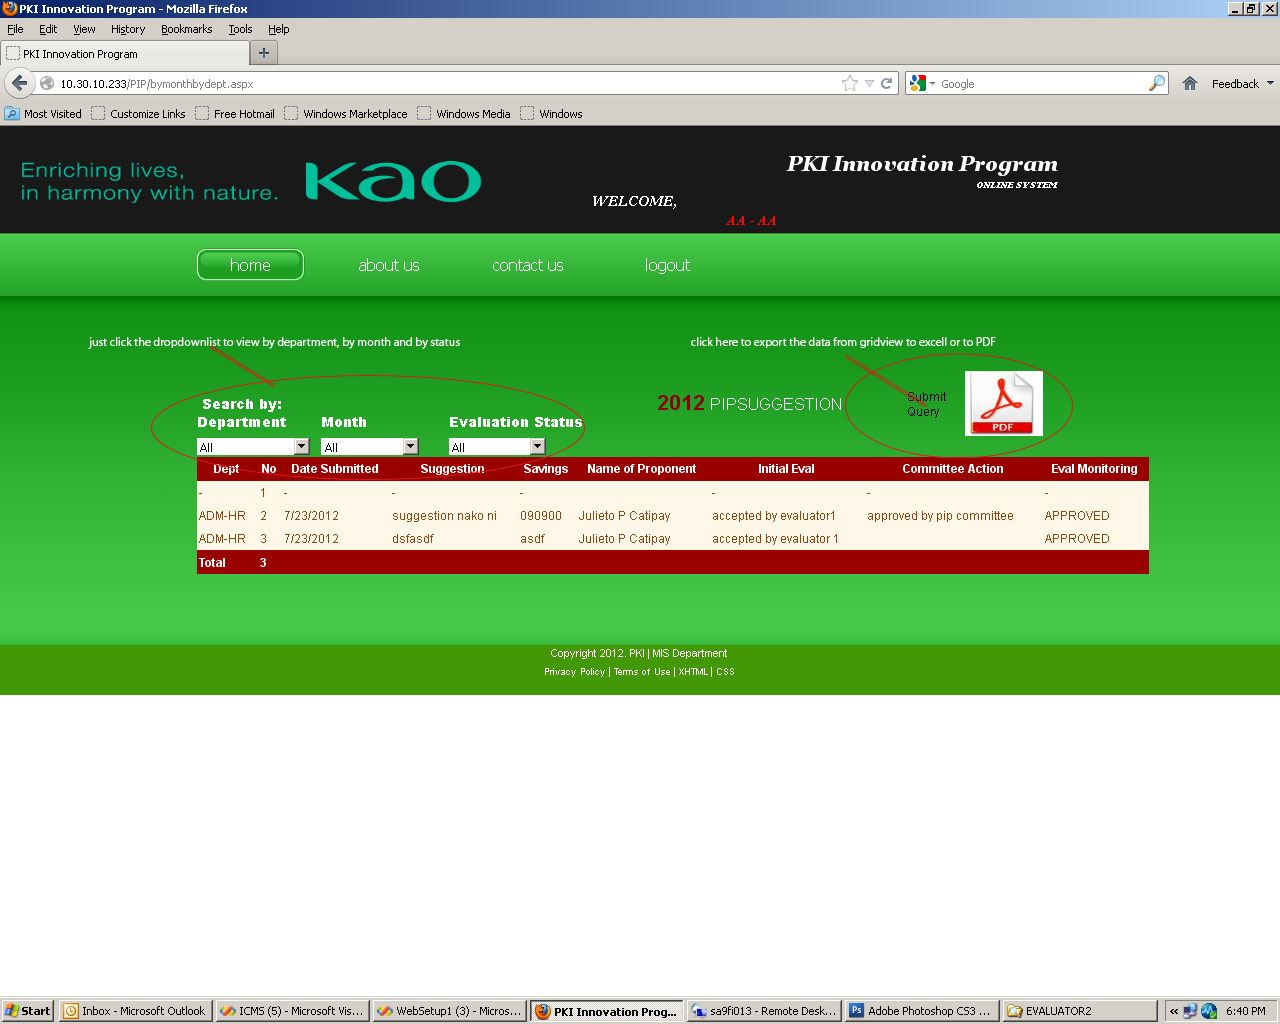 PKI Innovation Program - Mozilla Firefox
File Edit View History Bookmarks Tools Help
PKI Innovation Program
10.30.10.233/PIP/bymonthbydept.aspx
Google
Feedback
Most Visited Customize Links Free Hotmail Windows Marketplace Windows Media Windows
Enriching lives,
in harmony with nature.
Kao
PKI Innovation Program
ONLINE SYSTEM
WELCOME,
AA - AA
home about us contact us logout
just click the dropdownlist to view by department, by month and by status
click here to export the data from gridview to excell or to PDF
Search by:
Department Month Evaluation Status
2012 PIPSUGGESTION
Submit
Query
PDF
All All All
Dept No Date Submitted Suggestion Savings Name of Proponent Initial Eval Committee Action Eval Monitoring
- 1 - - - - - -
ADM-HR 2 7/23/2012 suggestion nako ni 090900 Julieto P Catipay accepted by evaluator1 approved by pip committee APPROVED
ADM-HR 3 7/23/2012 dsfasdf asdf Julieto P Catipay accepted by evaluator 1 APPROVED
Total 3
Copyright 2012. PKI | MIS Department
Privacy Policy | Terms of Use | XHTML | CSS
Start Inbox - Microsoft Outlook ICMS (5) - Microsoft Vis... WebSetup1 (3) - Micros... PKI Innovation Prog... sa9fi013 - Remote Desk... Adobe Photoshop CS3 ... EVALUATOR2 « 6:40 PM